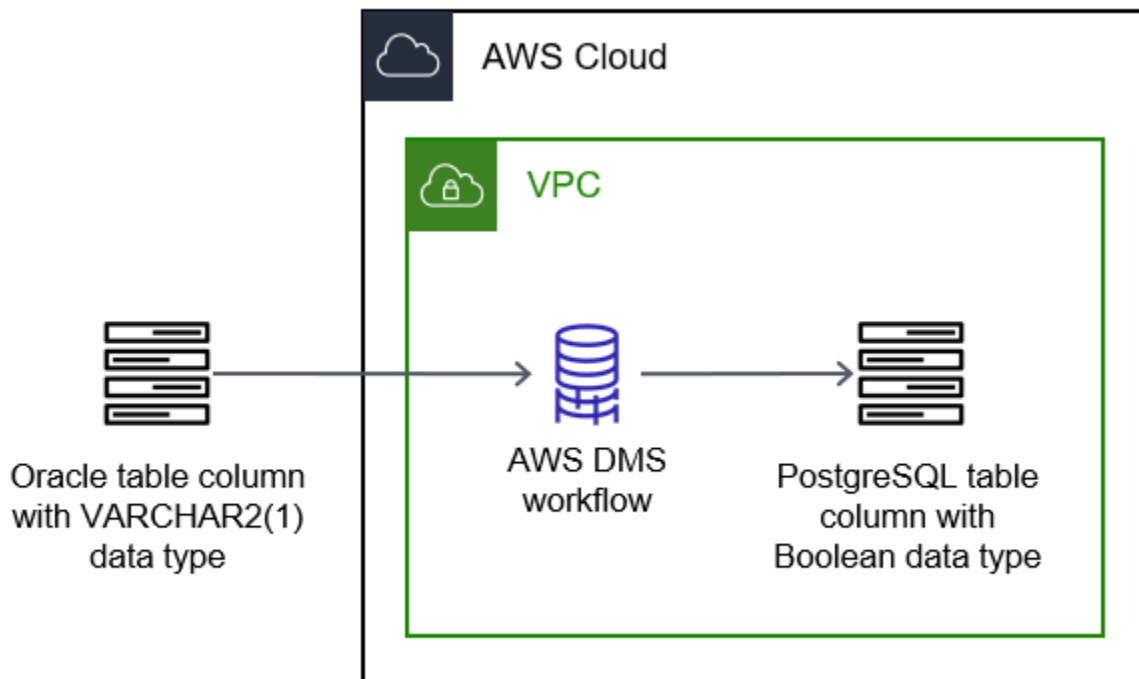 AWS Cloud
VPC
Oracle table column
with VARCHAR2(1)
data type
AWS DMS
workflow
PostgreSQL table
column with
Boolean data type